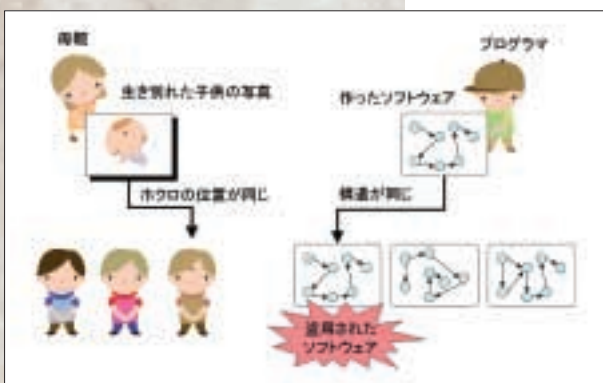 母親
生き別れた子供の写真
ホクロの位置が同じ
プログラマ
作ったソフトウェア
構造が同じ
盗用された
ソフトウェア